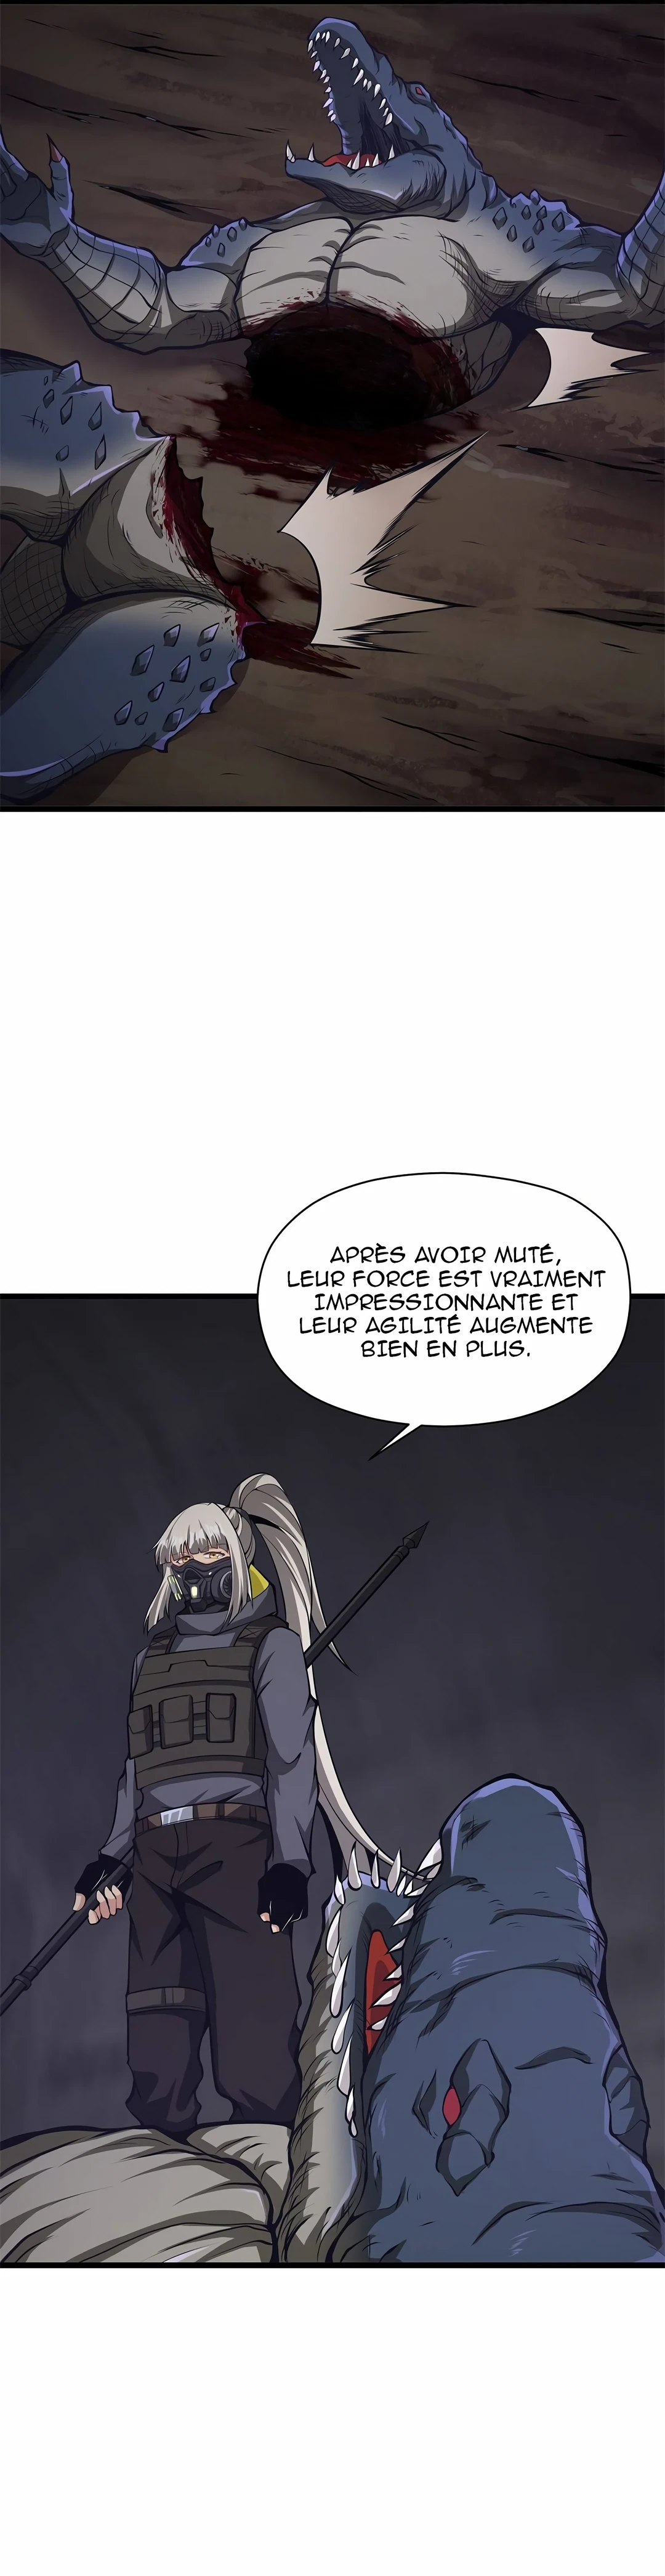 APRÈS AVOIR MUTÉ,
LEUR FORCE EST VRAIMENT
IMPRESSIONNANTE ET
LEUR AGILITÉ AUGMENTE
BIEN EN PLUS.